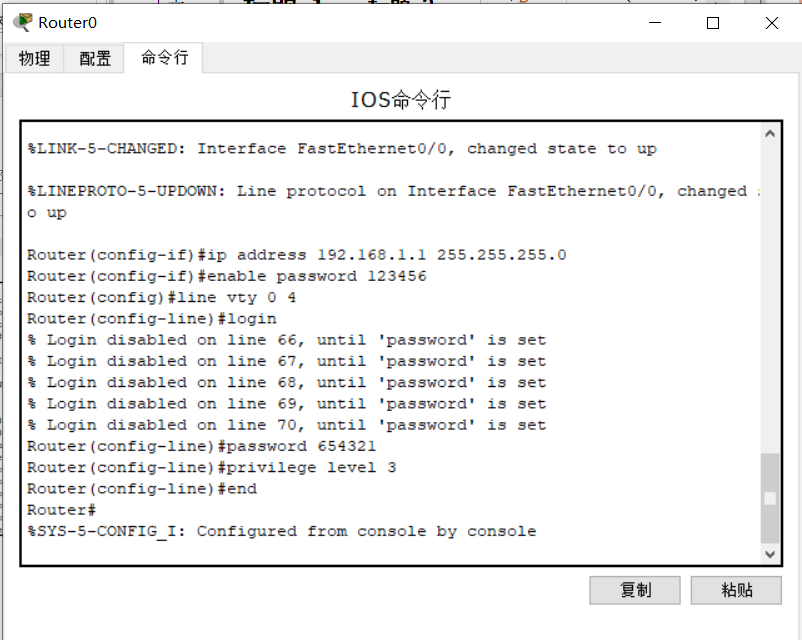 Router0
物理 配置 命令行
IOS命令行
%LINK-5-CHANGED: Interface FastEthernet0/0, changed state to up
%LINEPROTO-5-UPDOWN: Line protocol on Interface FastEthernet0/0, changed
o up
Router(config-if)#ip address 192.168.1.1 255.255.255.0
Router(config-if)#enable password 123456
Router(config)#line vty 0 4
Router(config-line)#login
% Login disabled on line 66, until 'password' is set
% Login disabled on line 67, until 'password' is set
% Login disabled on line 68, until 'password' is set
% Login disabled on line 69, until 'password' is set
% Login disabled on line 70, until 'password' is set
Router(config-line)#password 654321
Router(config-line)#privilege level 3
Router(config-line)#end
Router#
%SYS-5-CONFIG_I: Configured from console by console
复制 粘贴